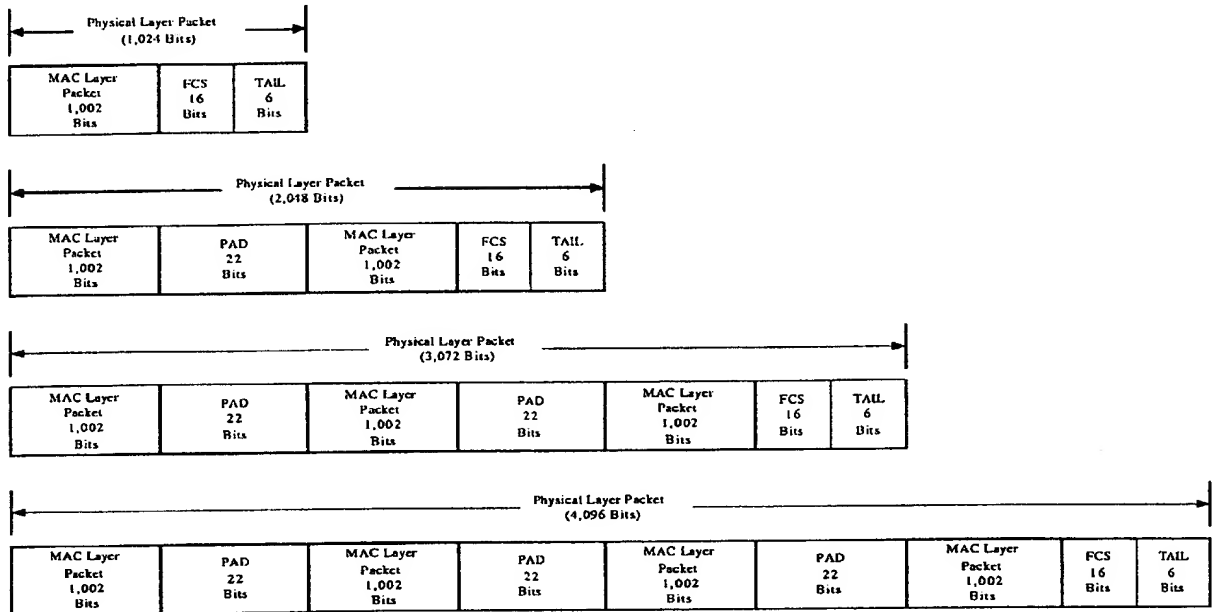 Physical Layer Packet
(1,024 Bits)
MAC Layer
Packet
1,002
Bits
FCS
16
Bits
TAIL
6
Bits
Physical Layer Packet
(2,048 Bits)
MAC Layer
Packet
1,002
Bits
PAD
22
Bits
MAC Layer
Packet
1,002
Bits
FCS
16
Bits
TAIL
6
Bits
Physical Layer Packet
(3,072 Bits)
MAC Layer
Packet
1,002
Bits
PAD
22
Bits
MAC Layer
Packet
1,002
Bits
PAD
22
Bits
MAC Layer
Packet
1,002
Bits
FCS
16
Bits
TAIL
6
Bits
Physical Layer Packet
(4,096 Bits)
MAC Layer
Packet
1,002
Bits
PAD
22
Bits
MAC Layer
Packet
1,002
Bits
PAD
22
Bits
MAC Layer
Packet
1,002
Bits
PAD
22
Bits
MAC Layer
Packet
1,002
Bits
FCS
16
Bits
TAIL
6
Bits